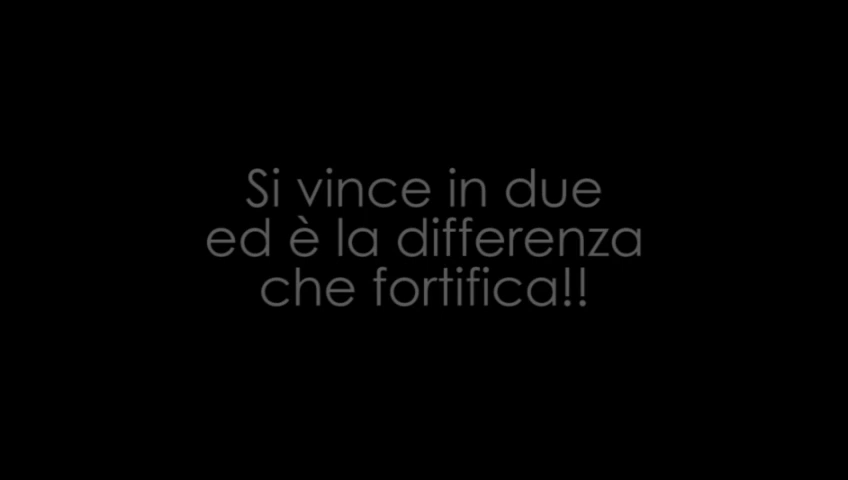 Si vince in due
ed è la differenza
che fortifica!!